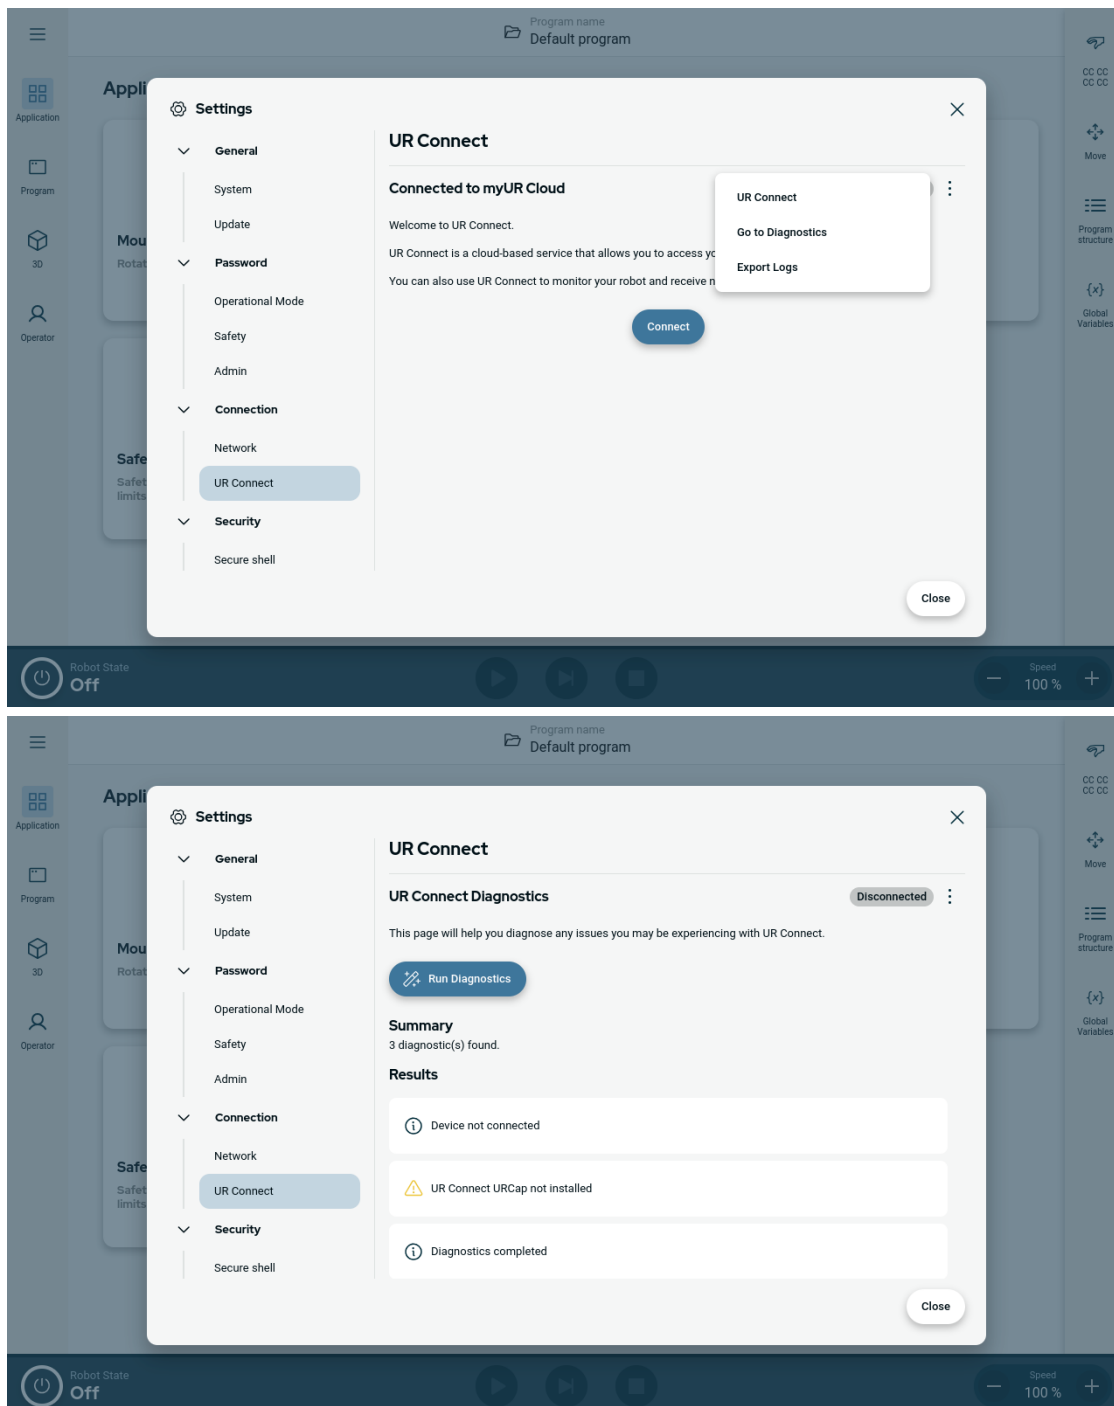 Program name
Default program
Application
Program
3D
Operator
Appli
Mou
Rotat
Safe
Safet
limits
Settings
General
System
Update
Password
Operational Mode
Safety
Admin
Connection
Network
UR Connect
Security
Secure shell
UR Connect
Connected to myUR Cloud
Welcome to UR Connect.
UR Connect is a cloud-based service that allows you to access yo
You can also use UR Connect to monitor your robot and receive n
UR Connect
Go to Diagnostics
Export Logs
Connect
Close
CC CC
CC CC
Move
Program
structure
{x}
Global
Variables
Robot State
Off
Speed
100 %
Program name
Default program
Application
Program
3D
Operator
Appli
Mou
Rotat
Safe
Safet
limits
Settings
General
System
Update
Password
Operational Mode
Safety
Admin
Connection
Network
UR Connect
Security
Secure shell
UR Connect
UR Connect Diagnostics
Disconnected
This page will help you diagnose any issues you may be experiencing with UR Connect.
Run Diagnostics
Summary
3 diagnostic(s) found.
Results
Device not connected
UR Connect URCap not installed
Diagnostics completed
Close
CC CC
CC CC
Move
Program
structure
{x}
Global
Variables
Robot State
Off
Speed
100 %